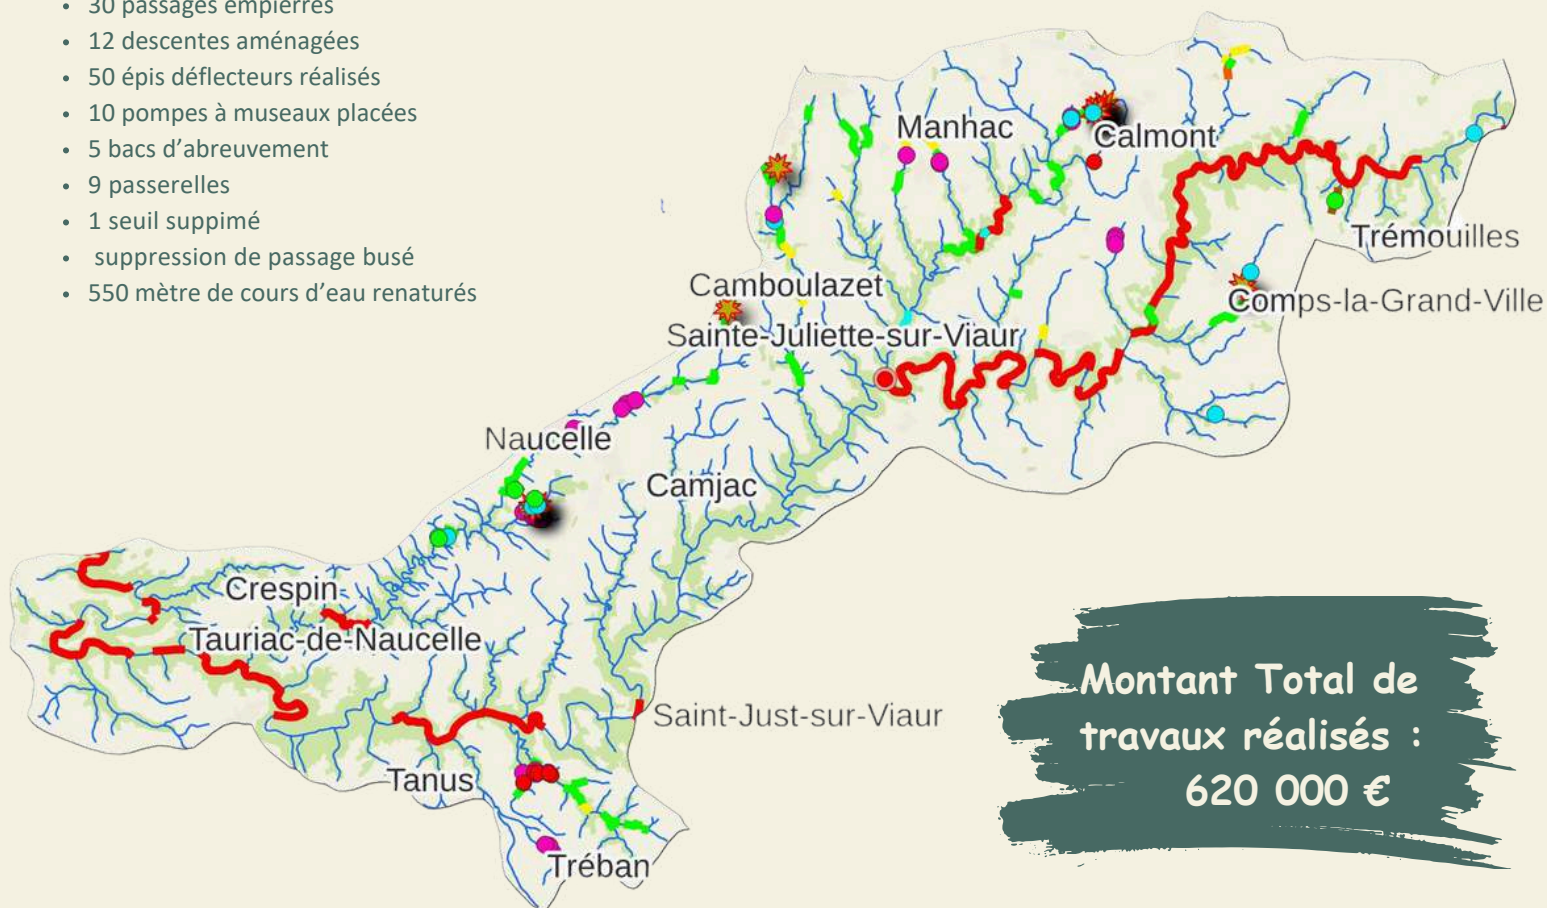 • 30 passages empierrés
• 12 descentes aménagées
• 50 épis déflecteurs réalisés
• 10 pompes à museaux placées
• 5 bacs d’abreuvement
• 9 passerelles
• 1 seuil suppimé
• suppression de passage busé
• 550 mètre de cours d’eau renaturés
Manhac
Calmont
Trémouilles
Camboulazet
Comps-la-Grand-Ville
Sainte-Juliette-sur-Viaur
Naucelle
Camjac
Crespin
Tauriac-de-Naucelle
Saint-Just-sur-Viaur
Tanus
Tréban
Montant Total de
travaux réalisés :
620 000 €